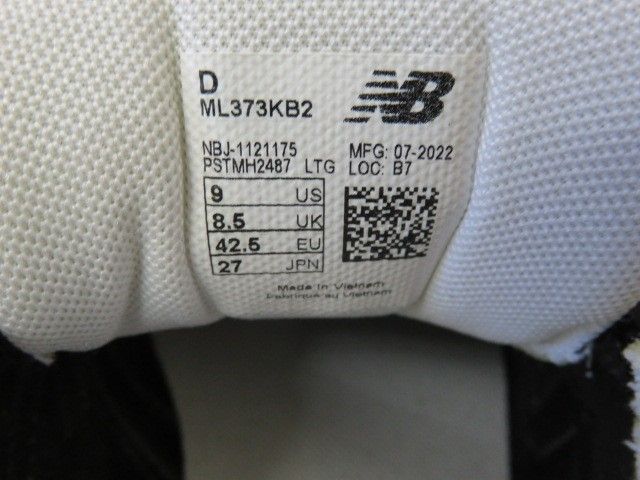 D
ML373KB2
NB
NBJ-1121175 MFG: 07-2022
PSTMH2487 LTG LOC: B7
9 US
8.5 UK
42.5 EU
27 JPN
Made in Vietnam
Fabriqué au Vietnam